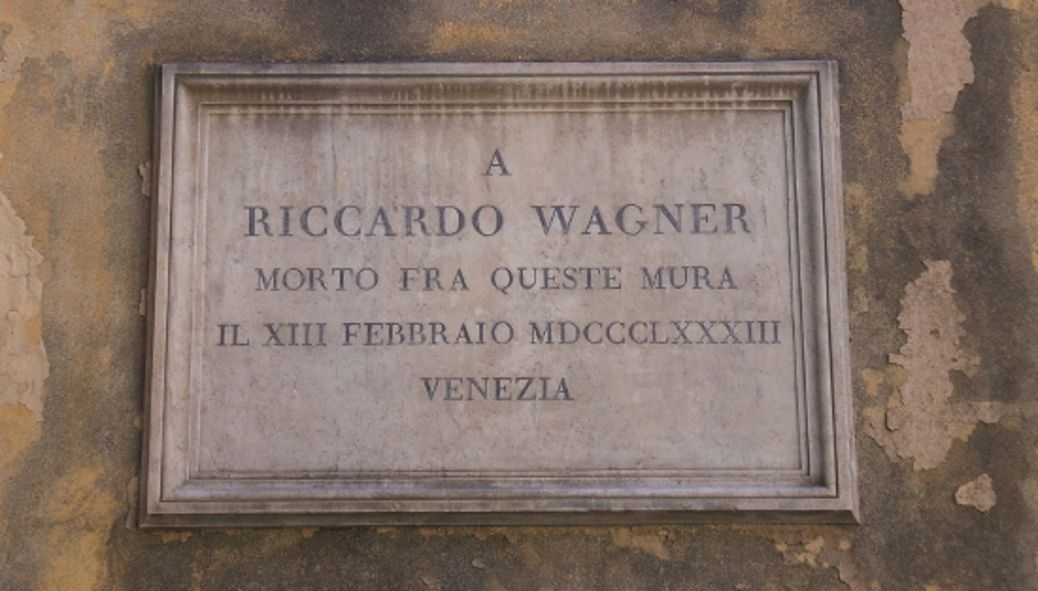 A
RICCARDO WAGNER
MORTO FRA QUESTE MURA
IL XIII FEBBRAIO MDCCCLXXXIII
VENEZIA